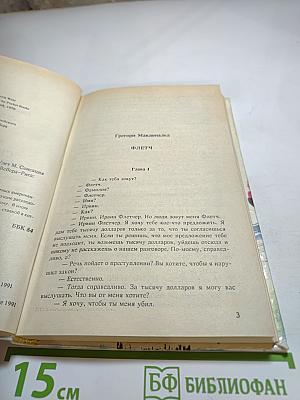 Грегори Макдональд
ФЛЕТЧ
Глава 1
— Как тебя зовут?
— Флетч.
— Фамилия?
— Флетчер.
— Имя?
— Ирвин.
— Как?
— Ирвин. Ирвин Флетчер. Но люди зовут меня Флетч.
— Ирвин Флетчер. Я хочу тебе кое-что предложить. Я
дам тебе тысячу долларов только за то, что ты согласишься
выслушать меня. Если ты решишь, что мое предложение тебе
не подходит, ты возьмешь тысячу долларов, уйдешь отсюда и
никому не расскажешь о нашем разговоре. По-моему, справед-
ливо, а?
— Речь пойдет о преступлении? Вы хотите, чтобы я нару-
шил закон?
— Естественно.
— Тогда справедливо. За тысячу долларов я могу вас
выслушать. Что вы от меня хотите?
— Я хочу, чтобы ты меня убил.
3
ББК 84
1991
1991
15 см
БФ БИБЛИОФАН